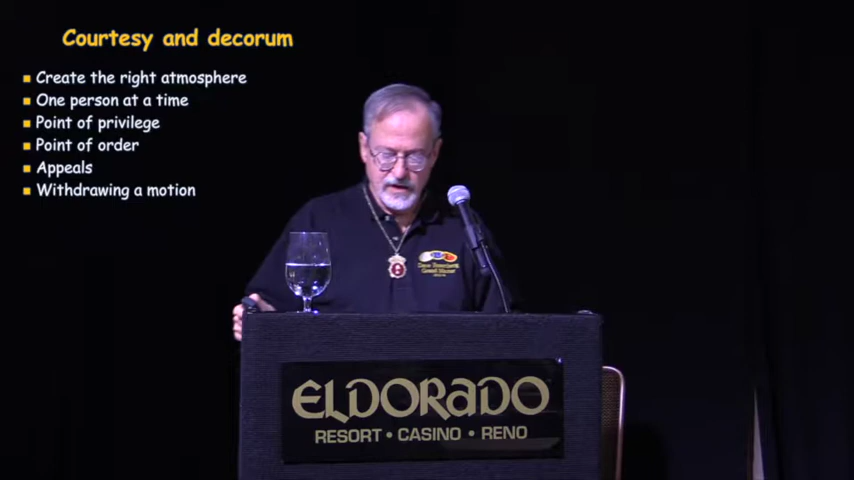 Courtesy and decorum
Create the right atmosphere
One person at a time
Point of privilege
Point of order
Appeals
Withdrawing a motion
ELDORADO
RESORT • CASINO • RENO